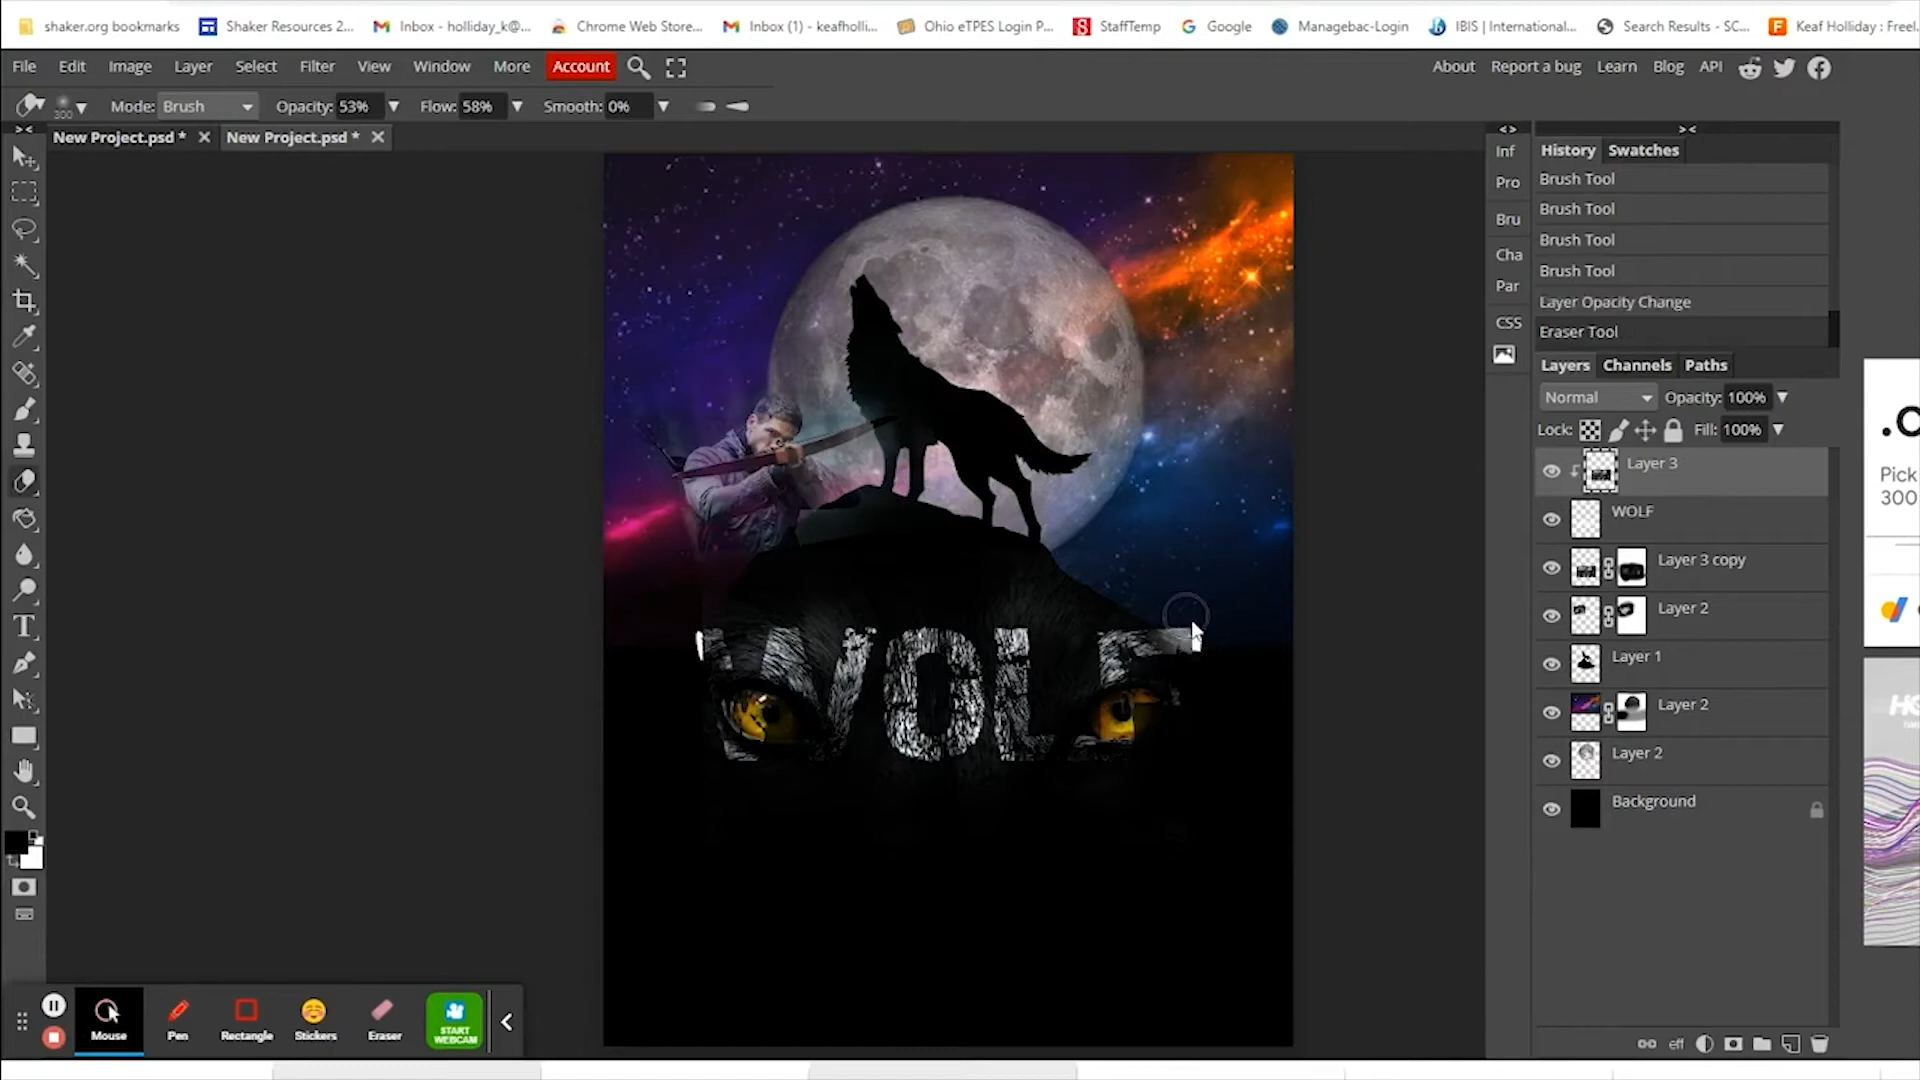 shaker.org bookmarks Shaker Resources 2... Inbox - holliday_k@... Chrome Web Store... Inbox (1) - keafholli... Ohio eTPES Login P... StaffTemp Google Managebac-Login IBIS | International... Search Results - SC... Keaf Holliday : Freel
File Edit Image Layer Select Filter View Window More Account About Report a bug Learn Blog API
300 Mode: Brush Opacity: 53% Flow: 58% Smooth: 0%
New Project.psd * New Project.psd *
Inf
Pro
Bru
Cha
Par
CSS
History Swatches
Brush Tool
Brush Tool
Brush Tool
Brush Tool
Layer Opacity Change
Eraser Tool
Layers Channels Paths
Normal Opacity: 100%
Lock: Fill: 100%
Layer 3
WOLF
Layer 3 copy
Layer 2
Layer 1
Layer 2
Layer 2
Background
eff
WOLF
Pick
300
Mouse Pen Rectangle Stickers Eraser START WEBCAM